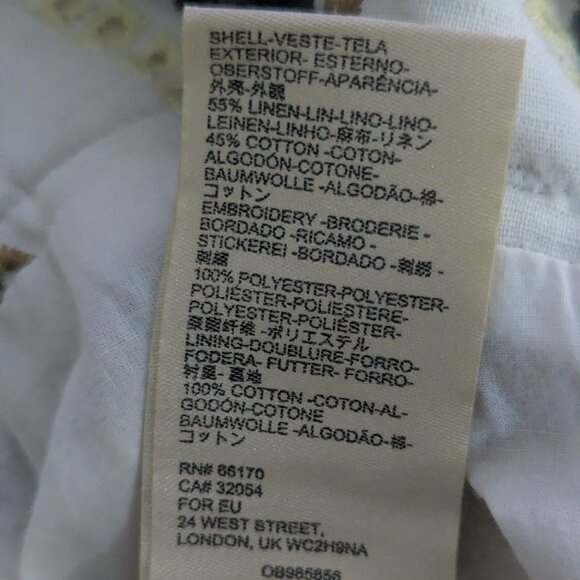 SHELL-VESTE-TELA
EXTERIOR- ESTERNO-
OBERSTOFF-APARÊNCIA-
外壳-外観
55% LINEN-LIN-LINO-LINO-
LEINEN-LINHO-麻布-リネン
45% COTTON -COTON-
ALGODÓN-COTONE-
BAUMWOLLE -ALGODÃO-棉-
コットン
EMBROIDERY -BRODERIE -
BORDADO -RICAMO -
STICKEREI -BORDADO -刺绣 -
刺繍
100% POLYESTER-POLYESTER-
POLIÉSTER-POLIESTERE-
POLYESTER-POLIÉSTER-
聚酯纤维 -ポリエステル
LINING-DOUBLURE-FORRO-
FODERA- FUTTER- FORRO-
衬里- 裏地
100% COTTON -COTON-AL-
GODÓN-COTONE
BAUMWOLLE -ALGODÃO-棉-
コットン
RN# 66170
CA# 32054
FOR EU
24 WEST STREET,
LONDON, UK WC2H9NA
OB985656